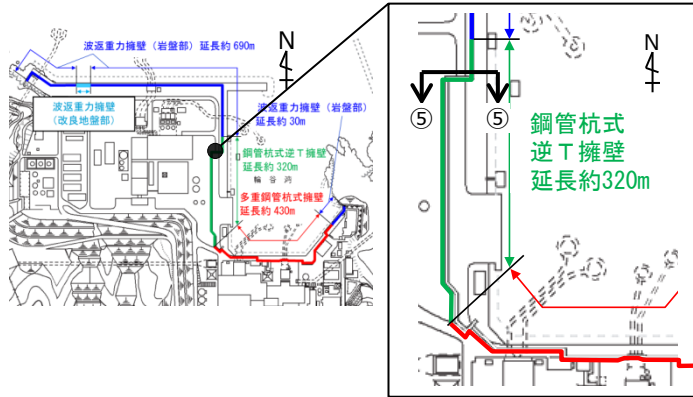 波返重力擁壁（岩盤部）延長約690m
N
波返重力擁壁
（改良地盤部）
波返重力擁壁（岩盤部）
延長約30m
鋼管杭式逆Ｔ擁壁
延長約320m
輪谷湾
多重鋼管杭式擁壁
延長約430m
N
⑤
⑤
鋼管杭式
逆Ｔ擁壁
延長約320m